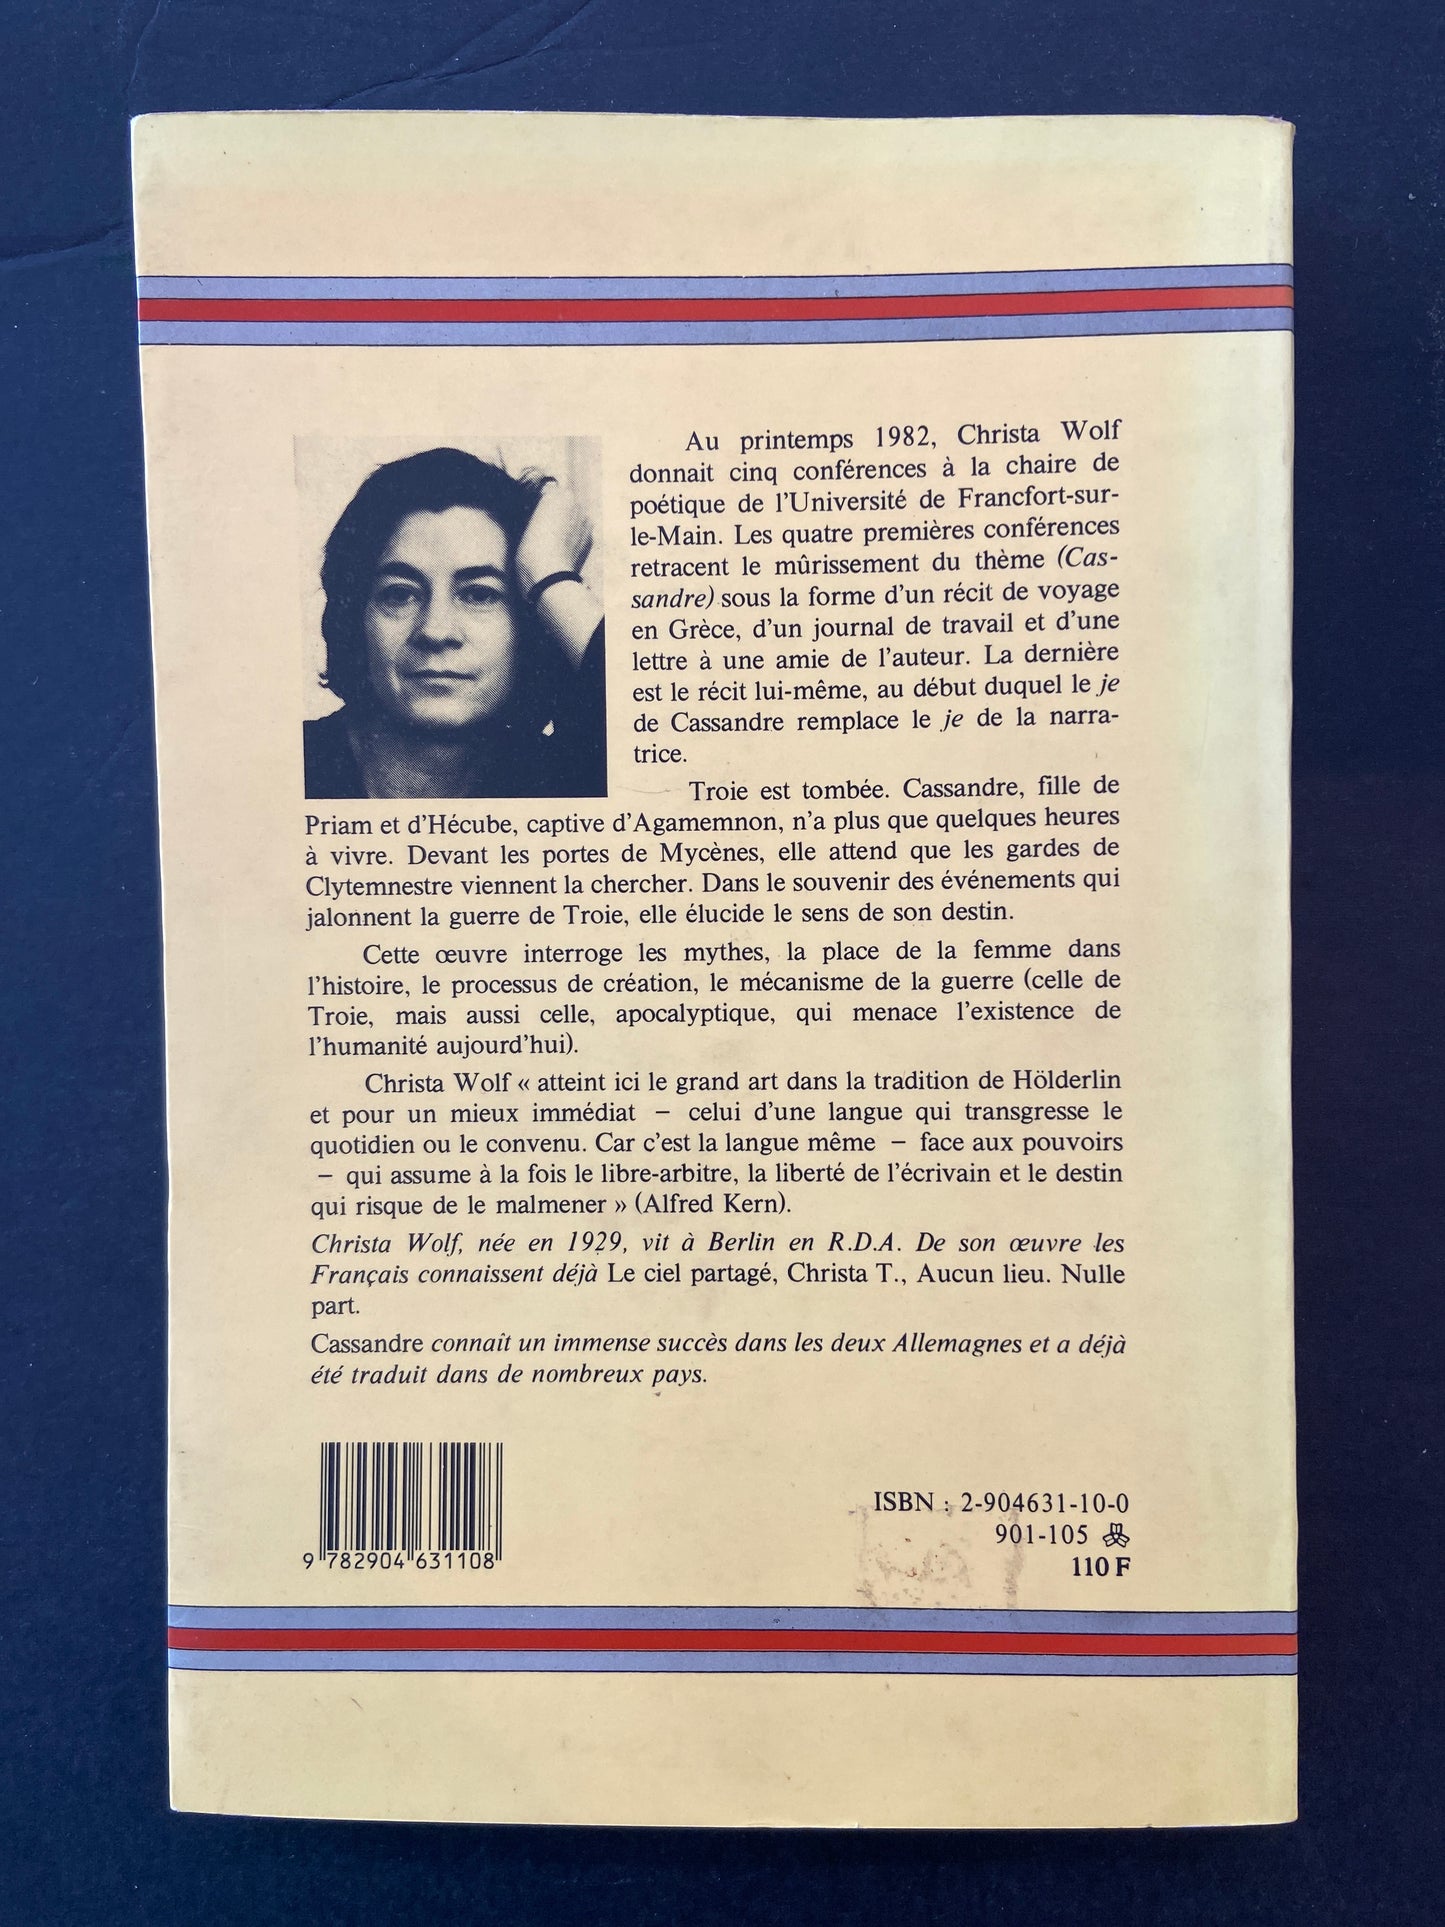 Au printemps 1982, Christa Wolf
donnait cinq conférences à la chaire de
poétique de l'Université de Francfort-sur-
le-Main. Les quatre premières conférences
retracent le mûrissement du thème (Cas-
sandre) sous la forme d'un récit de voyage
en Grèce, d'un journal de travail et d'une
lettre à une amie de l'auteur. La dernière
est le récit lui-même, au début duquel le je
de Cassandre remplace le je de la narra-
trice.
Troie est tombée. Cassandre, fille de
Priam et d'Hécube, captive d'Agamemnon, n'a plus que quelques heures
à vivre. Devant les portes de Mycènes, elle attend que les gardes de
Clytemnestre viennent la chercher. Dans le souvenir des événements qui
jalonnent la guerre de Troie, elle élucide le sens de son destin.
Cette œuvre interroge les mythes, la place de la femme dans
l'histoire, le processus de création, le mécanisme de la guerre (celle de
Troie, mais aussi celle, apocalyptique, qui menace l'existence de
l'humanité aujourd'hui).
Christa Wolf « atteint ici le grand art dans la tradition de Hölderlin
et pour un mieux immédiat – celui d'une langue qui transgresse le
quotidien ou le convenu. Car c'est la langue même – face aux pouvoirs
– qui assume à la fois le libre-arbitre, la liberté de l'écrivain et le destin
qui risque de le malmener » (Alfred Kern).
Christa Wolf, née en 1929, vit à Berlin en R.D.A. De son œuvre les
Français connaissent déjà Le ciel partagé, Christa T., Aucun lieu. Nulle
part.
Cassandre connaît un immense succès dans les deux Allemagnes et a déjà
été traduit dans de nombreux pays.
ISBN : 2-904631-10-0
901-105
110 F
9 782904 631108